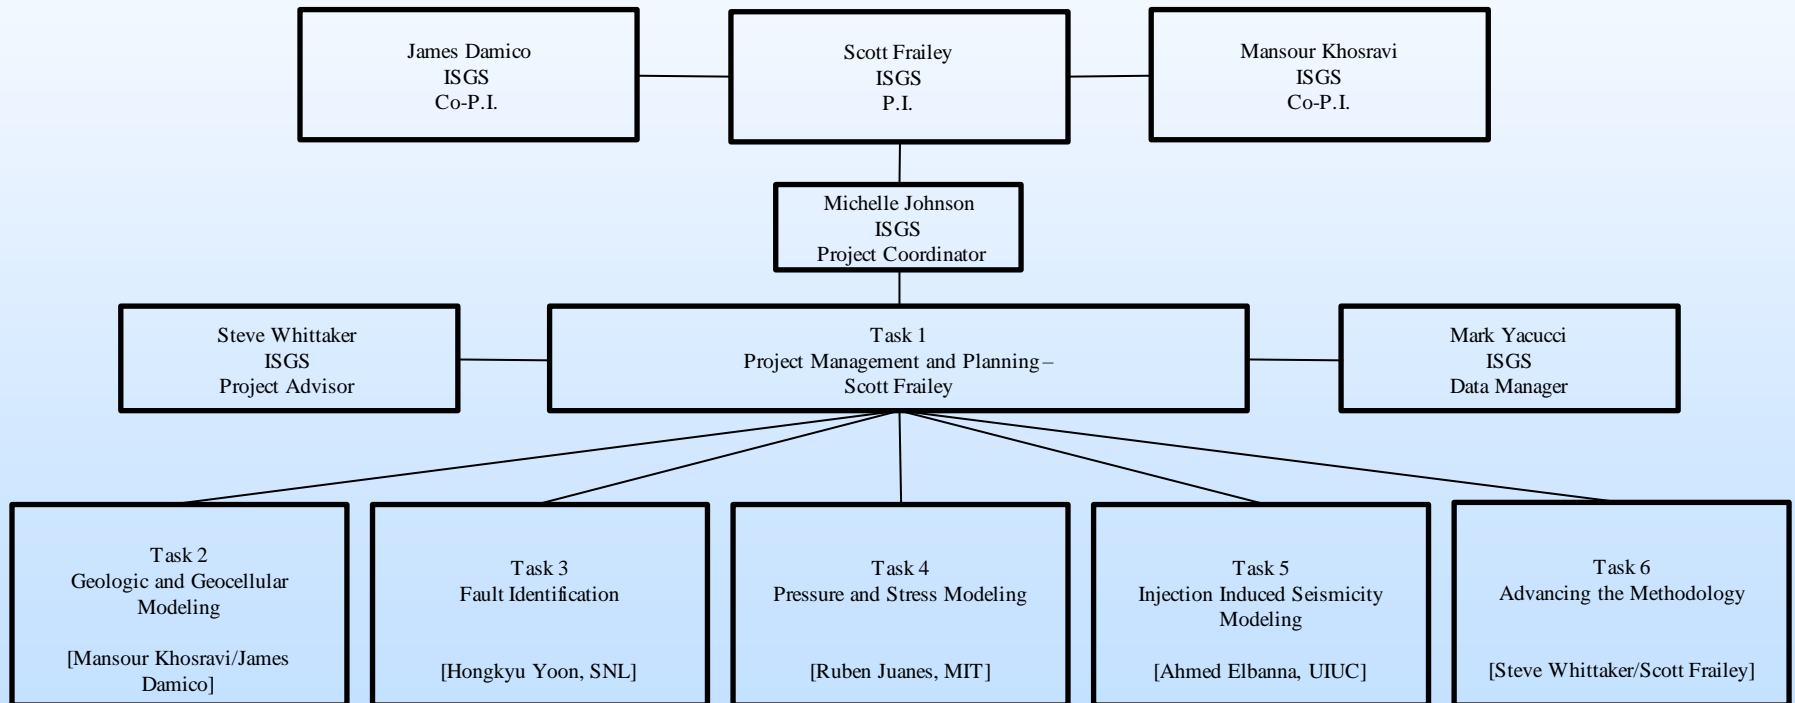 James Damico
ISGS
Co-P.I.
Scott Frailey
ISGS
P.I.
Mansour Khosravi
ISGS
Co-P.I.
Michelle Johnson
ISGS
Project Coordinator
Steve Whittaker
ISGS
Project Advisor
Task 1
Project Management and Planning –
Scott Frailey
Mark Yacucci
ISGS
Data Manager
Task 2
Geologic and Geocellular
Modeling
[Mansour Khosravi/James
Damico]
Task 3
Fault Identification
[Hongkyu Yoon, SNL]
Task 4
Pressure and Stress Modeling
[Ruben Juanes, MIT]
Task 5
Injection Induced Seismicity
Modeling
[Ahmed Elbanna, UIUC]
Task 6
Advancing the Methodology
[Steve Whittaker/Scott Frailey]